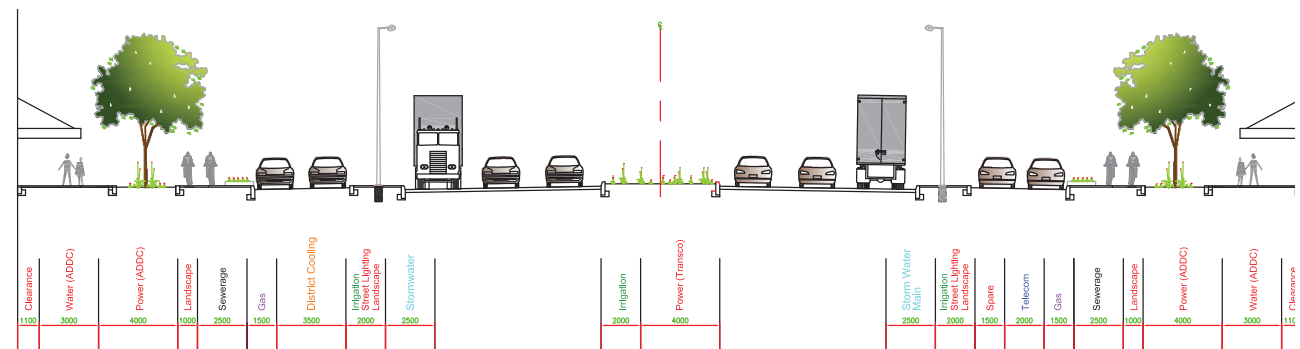 ℄
Clearance
Water (ADDC)
Power (ADDC)
Landscape
Sewerage
Gas
District Cooling
Irrigation
Street Lighting
Landscape
Stormwater
Irrigation
Power (Transco)
Storm Water
Main
Irrigation
Street Lighting
Landscape
Spare
Telecom
Gas
Sewerage
Landscape
Power (ADDC)
Water (ADDC)
Clearance
1100 3000 4000 1000 2500 1500 3500 2000 2500 2000 4000 2500 2000 1500 2000 1500 2500 1000 4000 3000 110